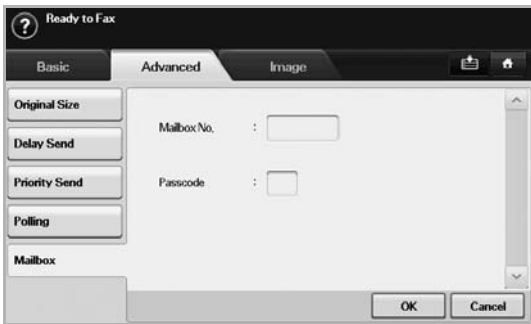 ? Ready to Fax
Basic Advanced Image
Original Size
Delay Send
Priority Send
Polling
Mailbox
Mailbox No. :
Passcode :
OK Cancel